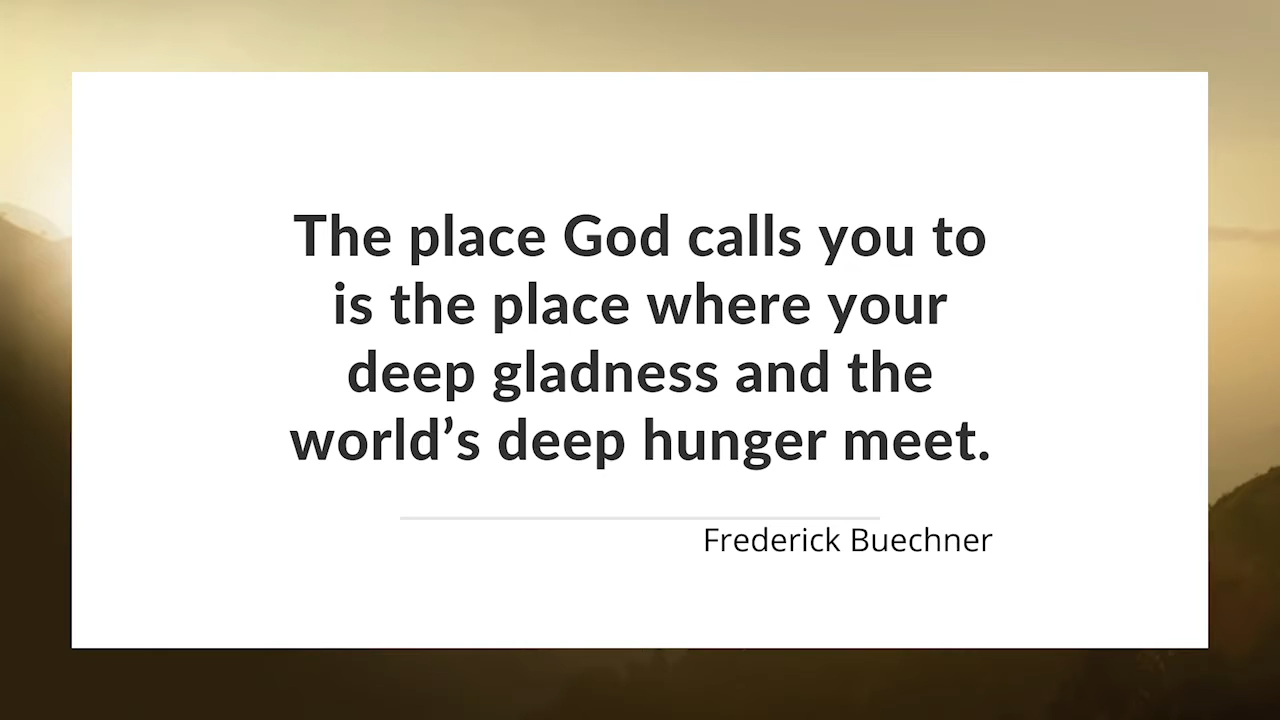 The place God calls you to
is the place where your
deep gladness and the
world’s deep hunger meet.
Frederick Buechner